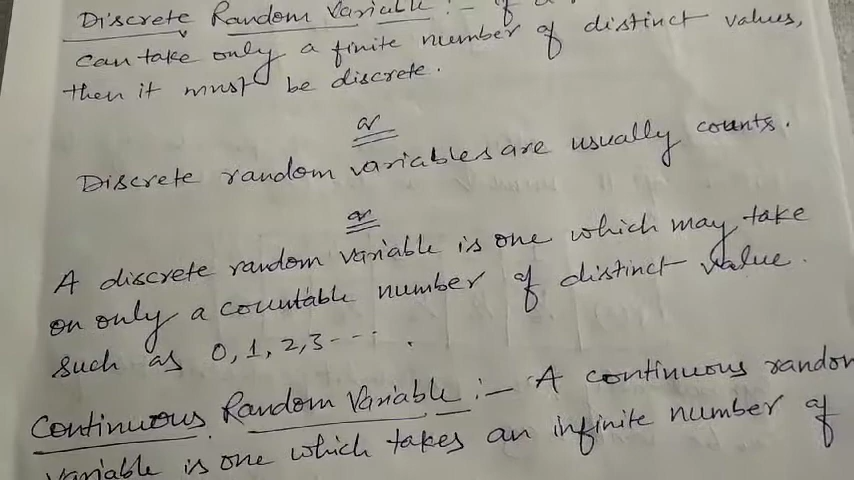 Discrete Random Variable :- if a
can take only a finite number of distinct values,
then it must be discrete.
or
Discrete random variables are usually counts.
or
A discrete random variable is one which may take
on only a countable number of distinct value.
such as 0, 1, 2, 3 - - - .
Continuous Random Variable :- A continuous random
variable is one which takes an infinite number of